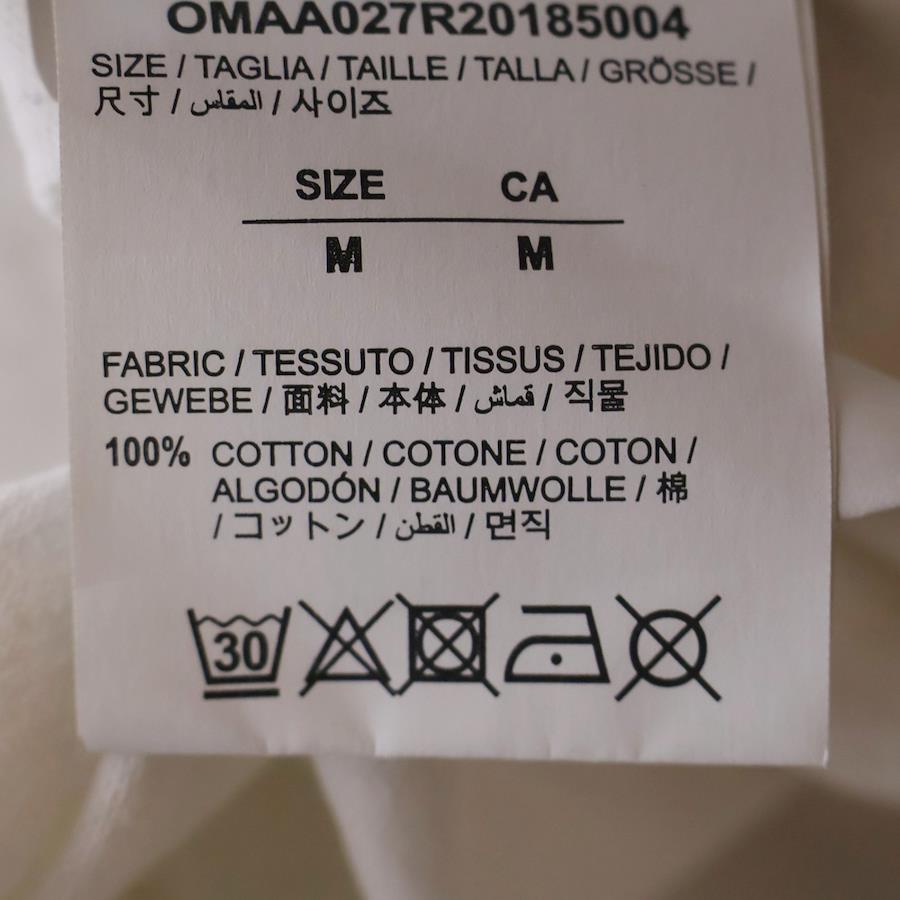 OMAA027R20185004
SIZE / TAGLIA / TAILLE / TALLA / GRÖSSE /
尺寸 / المقاس / 사이즈
SIZE CA
M M
FABRIC / TESSUTO / TISSUS / TEJIDO /
GEWEBE / 面料 / 本体 / قماش / 직물
100% COTTON / COTONE / COTON /
ALGODÓN / BAUMWOLLE / 棉
/ コットン / القطن / 면직
30